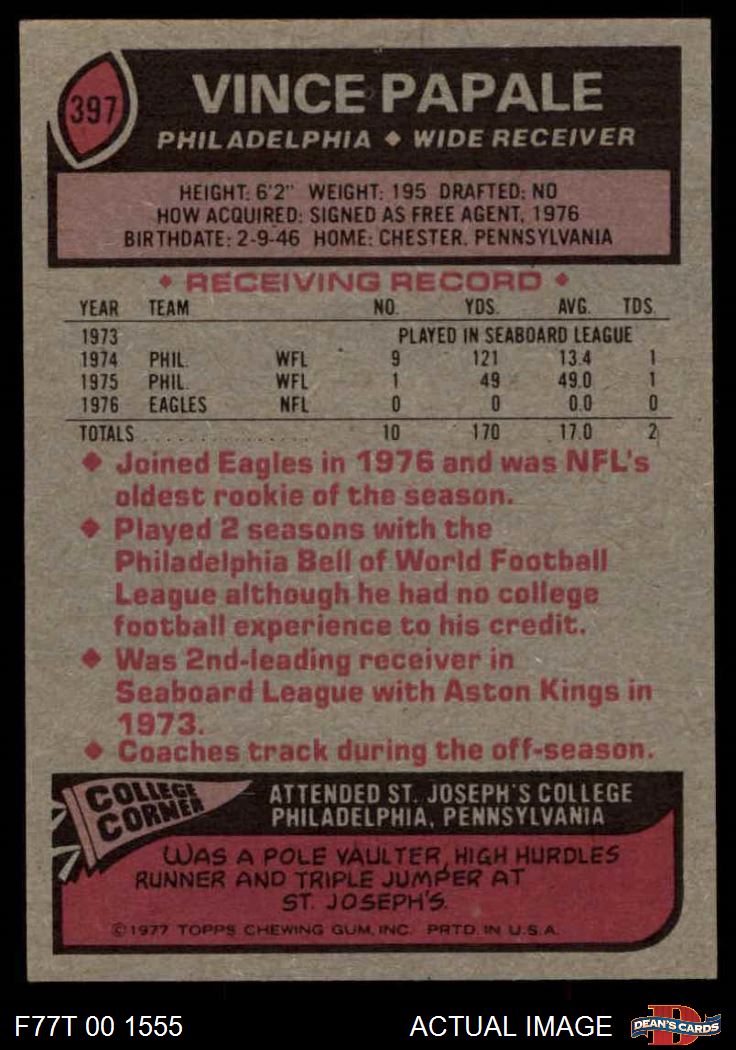 397
VINCE PAPALE
PHILADELPHIA ♦ WIDE RECEIVER
HEIGHT: 6'2" WEIGHT: 195 DRAFTED: NO
HOW ACQUIRED: SIGNED AS FREE AGENT, 1976
BIRTHDATE: 2-9-46 HOME: CHESTER, PENNSYLVANIA
♦ RECEIVING RECORD ♦
YEAR TEAM NO. YDS. AVG. TDS.
1973 PLAYED IN SEABOARD LEAGUE
1974 PHIL. WFL 9 121 13.4 1
1975 PHIL. WFL 1 49 49.0 1
1976 EAGLES NFL 0 0 0.0 0
TOTALS . . . . . . . . . . . . . . . . . 10 170 17.0 2
♦ Joined Eagles in 1976 and was NFL's
oldest rookie of the season.
♦ Played 2 seasons with the
Philadelphia Bell of World Football
League although he had no college
football experience to his credit.
♦ Was 2nd-leading receiver in
Seaboard League with Aston Kings in
1973.
♦ Coaches track during the off-season.
COLLEGE
CORNER
ATTENDED ST. JOSEPH'S COLLEGE
PHILADELPHIA, PENNSYLVANIA
WAS A POLE VAULTER, HIGH HURDLES
RUNNER AND TRIPLE JUMPER AT
ST. JOSEPH'S.
©1977 TOPPS CHEWING GUM, INC. PRTD. IN U.S.A.
F77T 00 1555
ACTUAL IMAGE
D
DEAN'S CARDS